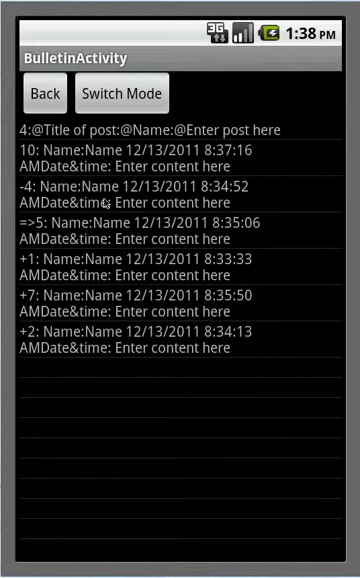 3G 1:38 PM
BulletinActivity
Back Switch Mode
4:@Title of post:@Name:@Enter post here
10: Name:Name 12/13/2011 8:37:16
AMDate&time: Enter content here
-4: Name:Name 12/13/2011 8:34:52
AMDate&time: Enter content here
=>5: Name:Name 12/13/2011 8:35:06
AMDate&time: Enter content here
+1: Name:Name 12/13/2011 8:33:33
AMDate&time: Enter content here
+7: Name:Name 12/13/2011 8:35:50
AMDate&time: Enter content here
+2: Name:Name 12/13/2011 8:34:13
AMDate&time: Enter content here